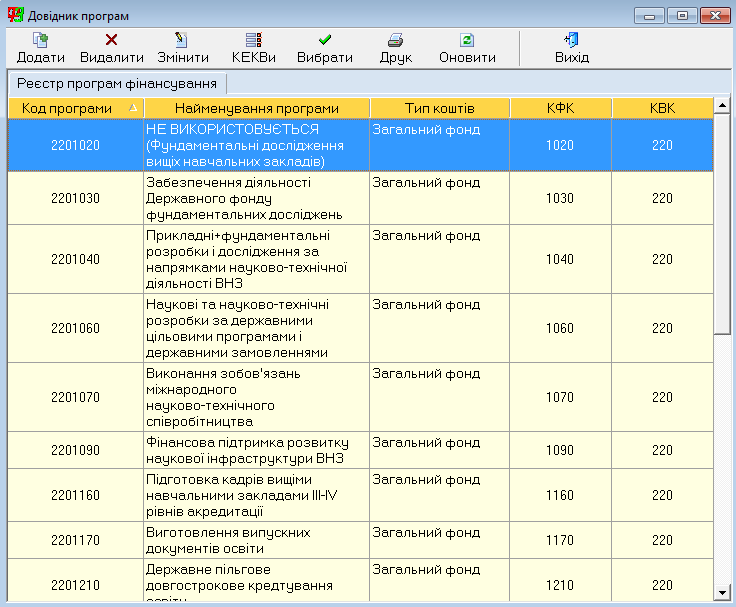 Довідник програм
Додати Видалити Змінити КЕКВи Вибрати Друк Оновити Вихід
Реєстр програм фінансування
Код програми Найменування програми Тип коштів КФК КВК
2201020 НЕ ВИКОРИСТОВУЄТЬСЯ Загальний фонд 1020 220
(Фундаментальні дослідження
вищіх навчальних закладів)
2201030 Забезпечення діяльності Загальний фонд 1030 220
Державного фонду
фундаментальних досліджень
2201040 Прикладні+фундаментальні Загальний фонд 1040 220
розробки і дослідження за
напрямками науково-технічної
діяльності ВНЗ
2201060 Наукові та науково-технічні Загальний фонд 1060 220
розробки за державними
цільовими програмами і
державними замовленнями
2201070 Виконання зобов'язань Загальний фонд 1070 220
міжнародного
науково-технічного
співробітництва
2201090 Фінансова підтримка розвитку Загальний фонд 1090 220
наукової інфраструктури ВНЗ
2201160 Підготовка кадрів вищіми Загальний фонд 1160 220
навчальними закладами III-IV
рівнів акредитації
2201170 Виготовлення випускних Загальний фонд 1170 220
документів освіти
2201210 Державне пільгове Загальний фонд 1210 220
довгострокове кредтування